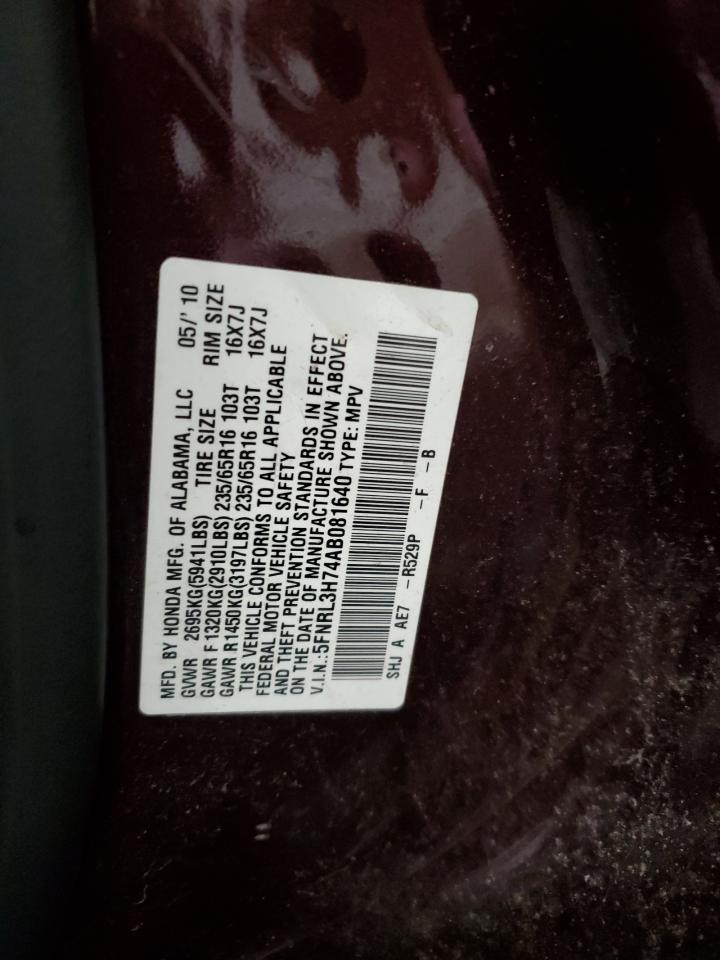 MFD. BY HONDA MFG. OF ALABAMA, LLC 05/' 10
GVWR 2695KG(5941LBS) TIRE SIZE RIM SIZE
GAWR F 1320KG(2910LBS) 235/65R16 103T 16X7J
GAWR R1450KG(3197LBS) 235/65R16 103T 16X7J
THIS VEHICLE CONFORMS TO ALL APPLICABLE
FEDERAL MOTOR VEHICLE SAFETY
AND THEFT PREVENTION STANDARDS IN EFFECT
ON THE DATE OF MANUFACTURE SHOWN ABOVE.
V.I.N.:5FNRL3H74AB081640 TYPE: MPV
SHJ A AE7 -R529P -F -B